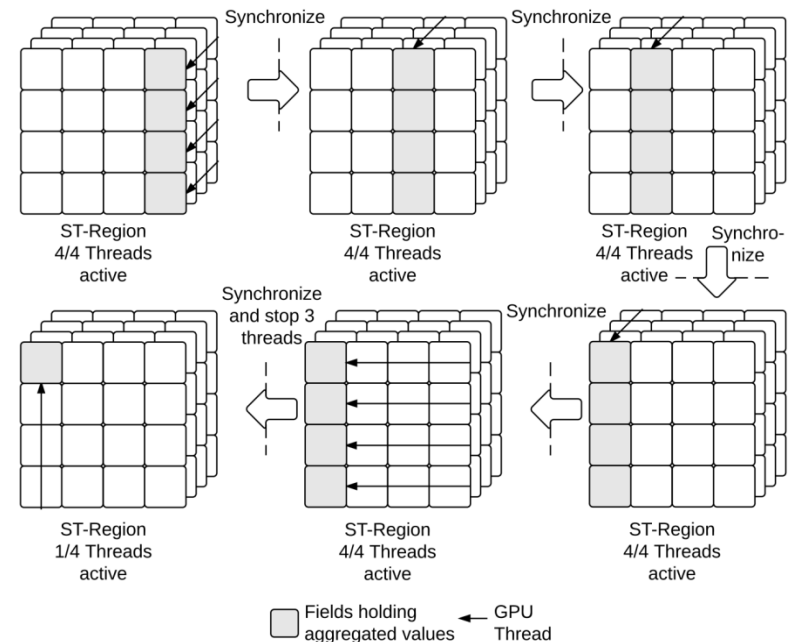 Synchronize
Synchronize
ST-Region
4/4 Threads
active
ST-Region
4/4 Threads
active
ST-Region
4/4 Threads
active
Synchro-
nize
Synchronize
and stop 3
threads
Synchronize
ST-Region
1/4 Threads
active
ST-Region
4/4 Threads
active
ST-Region
4/4 Threads
active
Fields holding
aggregated values
GPU
Thread